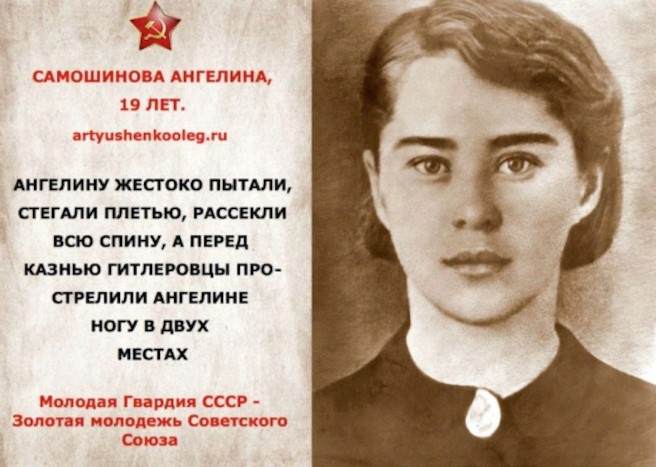 САМОШИНОВА АНГЕЛИНА,
19 ЛЕТ.
artyushenkooleg.ru
АНГЕЛИНУ ЖЕСТОКО ПЫТАЛИ,
СТЕГАЛИ ПЛЕТЬЮ, РАССЕКЛИ
ВСЮ СПИНУ, А ПЕРЕД
КАЗНЬЮ ГИТЛЕРОВЦЫ ПРО-
СТРЕЛИЛИ АНГЕЛИНЕ
НОГУ В ДВУХ
МЕСТАХ
Молодая Гвардия СССР -
Золотая молодежь Советского
Союза